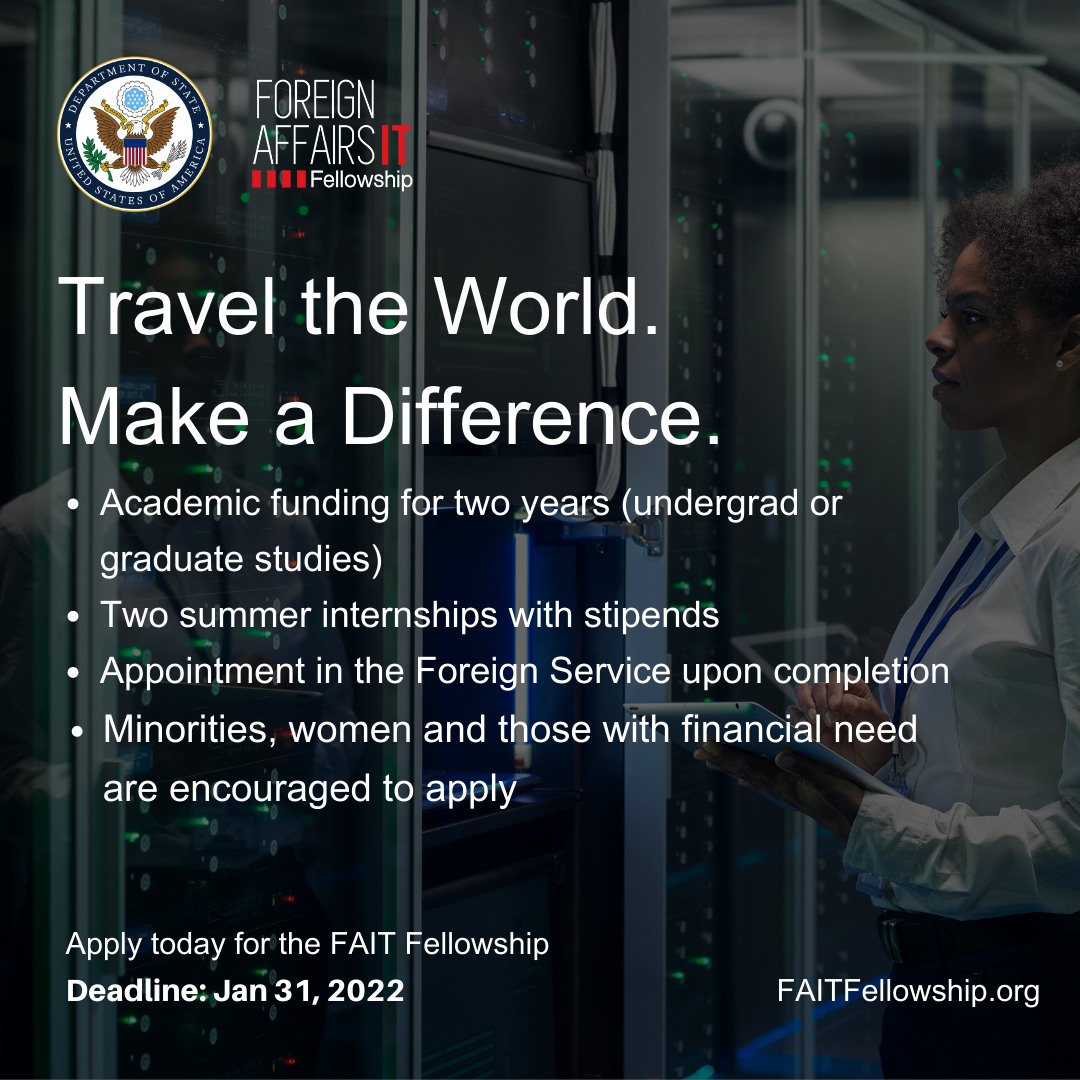 DEPARTMENT OF STATE
UNITED STATES OF AMERICA
FOREIGN
AFFAIRS IT
Fellowship
Travel the World.
Make a Difference.
• Academic funding for two years (undergrad or
graduate studies)
• Two summer internships with stipends
• Appointment in the Foreign Service upon completion
• Minorities, women and those with financial need
are encouraged to apply
Apply today for the FAIT Fellowship
Deadline: Jan 31, 2022
FAITFellowship.org